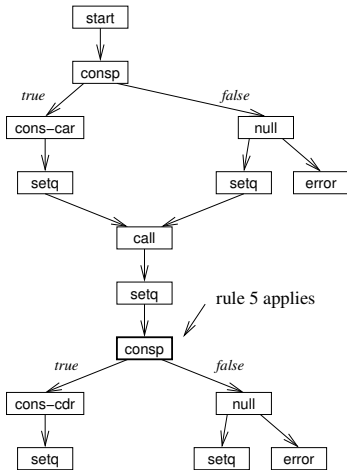 start
consp
true false
cons-car null
setq setq error
call
setq
rule 5 applies
consp
true false
cons-cdr null
setq setq error